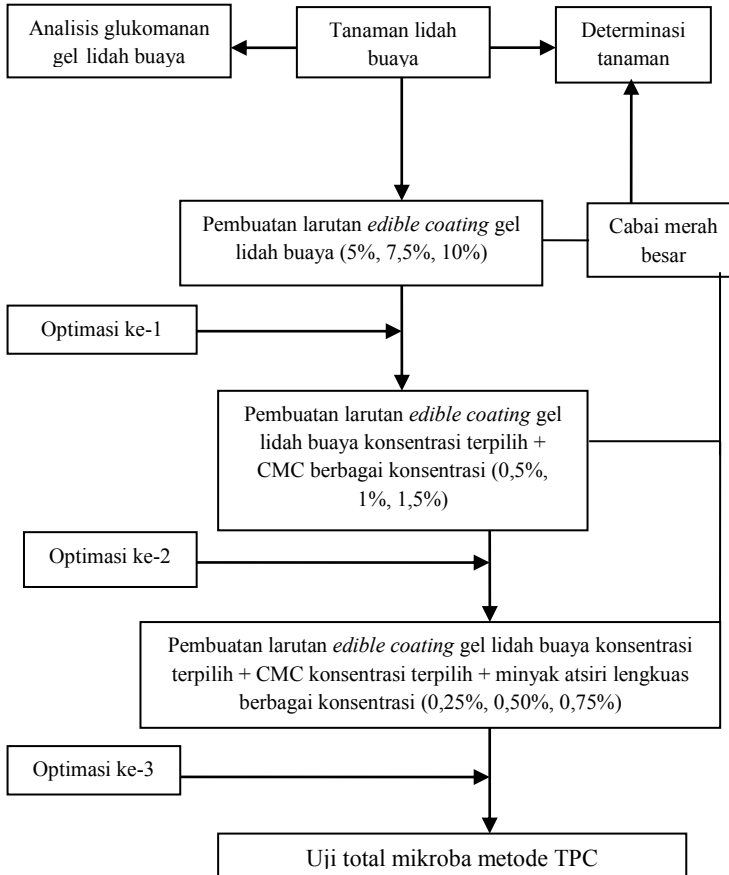 Analisis glukomanan
gel lidah buaya
Tanaman lidah
buaya
Determinasi
tanaman
Pembuatan larutan edible coating gel
lidah buaya (5%, 7,5%, 10%)
Cabai merah
besar
Optimasi ke-1
Pembuatan larutan edible coating gel
lidah buaya konsentrasi terpilih +
CMC berbagai konsentrasi (0,5%,
1%, 1,5%)
Optimasi ke-2
Pembuatan larutan edible coating gel lidah buaya konsentrasi
terpilih + CMC konsentrasi terpilih + minyak atsiri lengkuas
berbagai konsentrasi (0,25%, 0,50%, 0,75%)
Optimasi ke-3
Uji total mikroba metode TPC